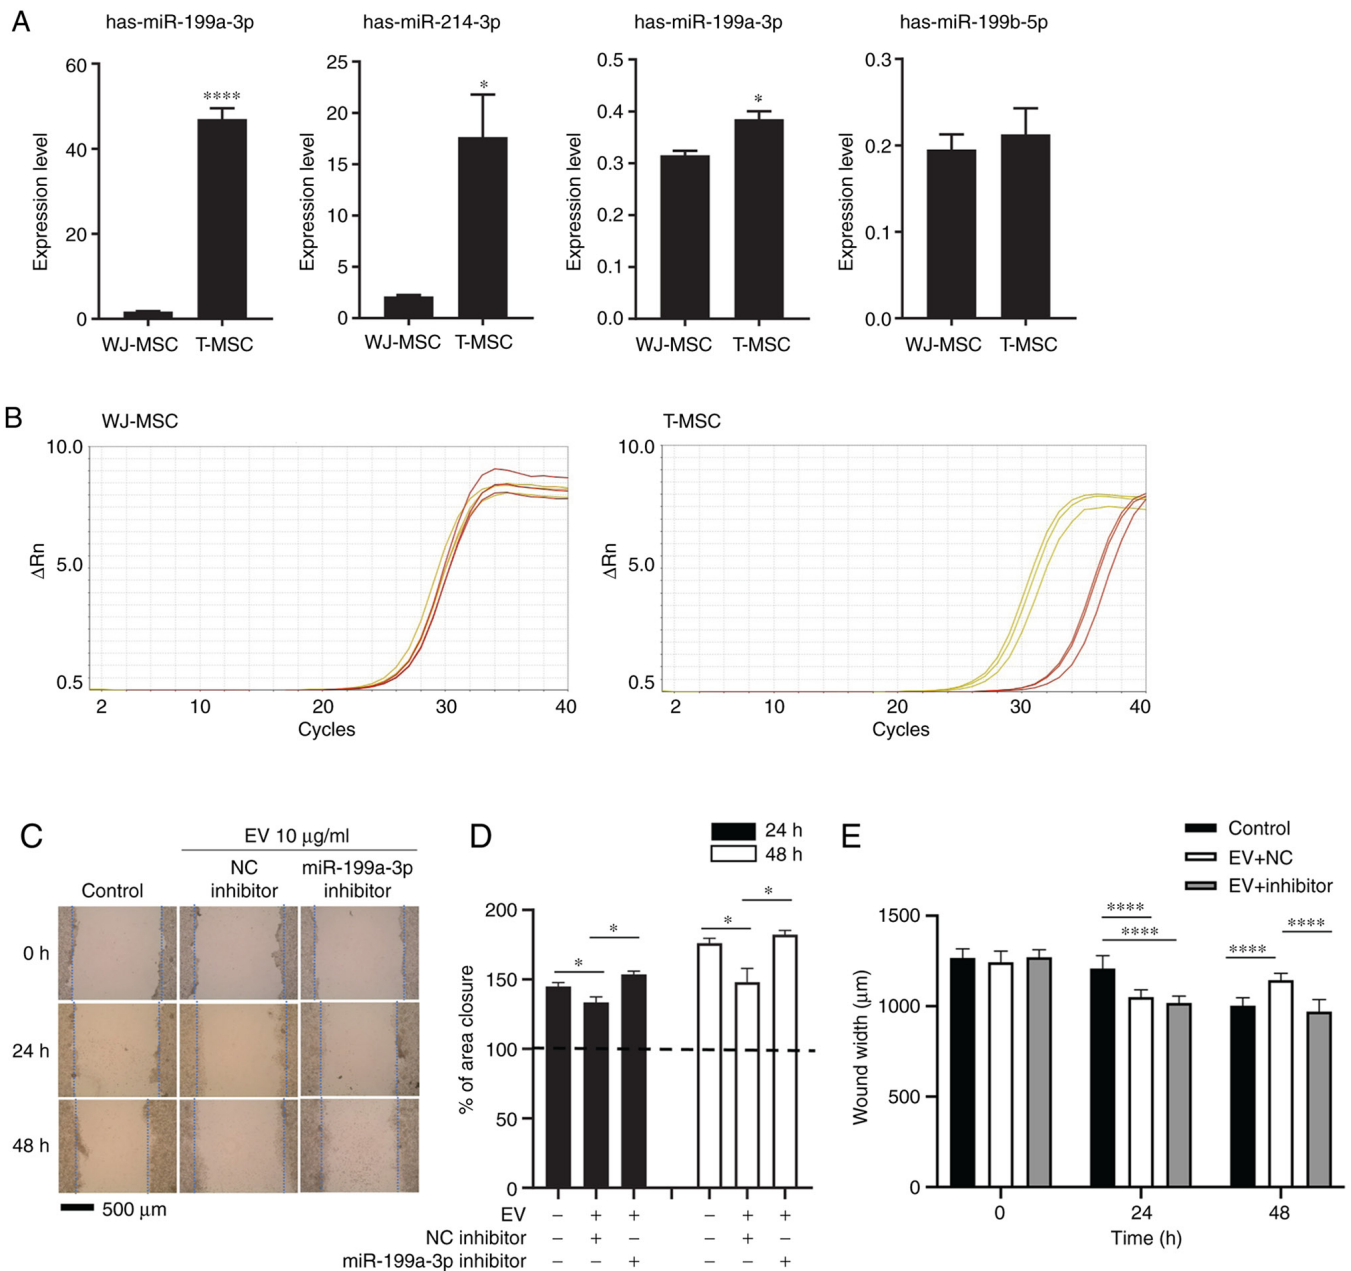 A
has-miR-199a-3p
has-miR-214-3p
has-miR-199a-3p
has-miR-199b-5p
Expression level
60
40
20
0
****
WJ-MSC T-MSC
Expression level
25
20
15
10
5
0
*
WJ-MSC T-MSC
Expression level
0.5
0.4
0.3
0.2
0.1
0.0
*
WJ-MSC T-MSC
Expression level
0.3
0.2
0.1
0.0
WJ-MSC T-MSC
B
WJ-MSC
ΔRn
10.0
5.0
0.5
2 10 20 30 40
Cycles
T-MSC
ΔRn
10.0
5.0
0.5
2 10 20 30 40
Cycles
C
EV 10 μg/ml
Control
NC
inhibitor
miR-199a-3p
inhibitor
0 h
24 h
48 h
500 μm
D
24 h
48 h
% of area closure
200
150
100
50
0
* * * *
EV – + + – + +
NC inhibitor – + – +
miR-199a-3p inhibitor – + – +
E
Control
EV+NC
EV+inhibitor
Wound width (μm)
1500
1000
500
0
****
****
****
****
0 24 48
Time (h)